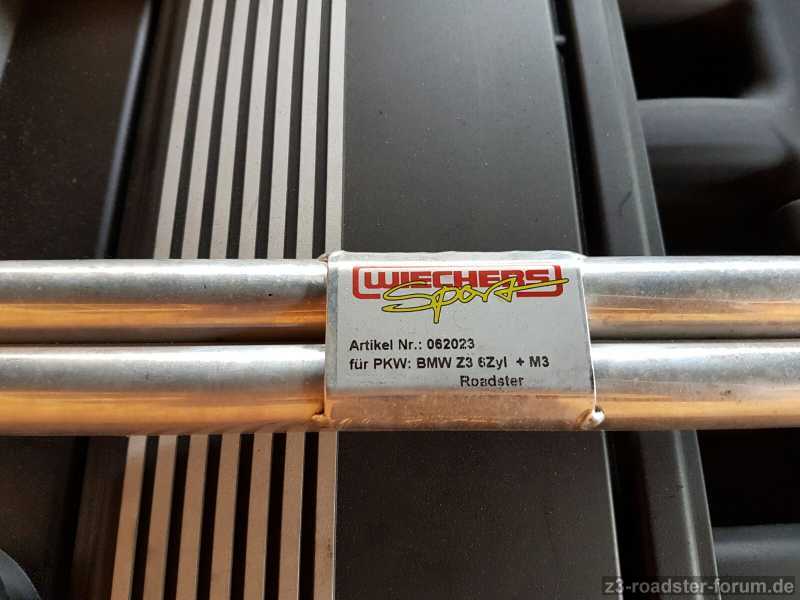 WIECHERS
Sport
Artikel Nr.: 062023
für PKW: BMW Z3 6Zyl + M3
Roadster
z3-roadster-forum.de